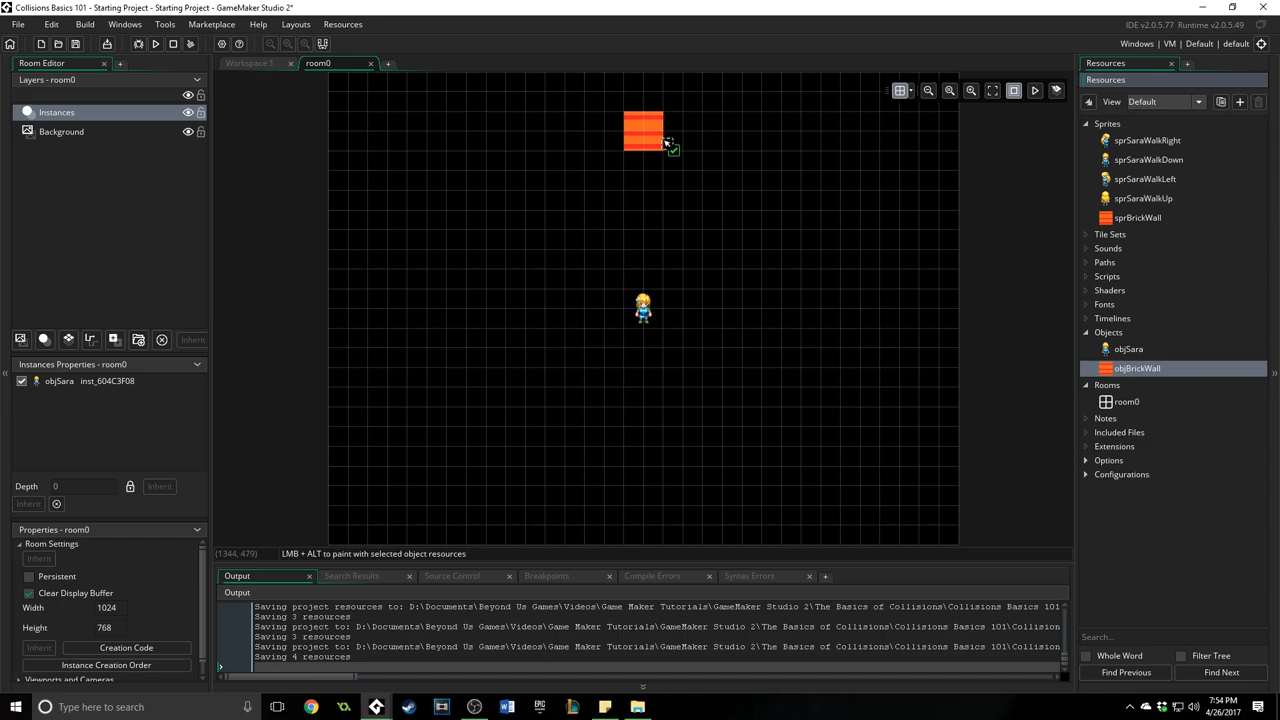 Collisions Basics 101 - Starting Project - Starting Project - GameMaker Studio 2*
File Edit Build Windows Tools Marketplace Help Layouts Resources
IDE v2.0.5.77 Runtime v2.0.5.49
Windows | VM | Default | default
Room Editor
Workspace 1
room0
Resources
Layers - room0
Resources
View Default
Instances
Background
Sprites
sprSaraWalkRight
sprSaraWalkDown
sprSaraWalkLeft
sprSaraWalkUp
sprBrickWall
Tile Sets
Sounds
Paths
Scripts
Shaders
Fonts
Timelines
Objects
objSara
objBrickWall
Rooms
room0
Notes
Included Files
Extensions
Options
Configurations
Inherit
Instances Properties - room0
objSara inst_604C3F08
Depth 0 Inherit
Inherit
Properties - room0
Room Settings
Inherit
Persistent
Clear Display Buffer
Width 1024
Height 768
Inherit Creation Code
Instance Creation Order
Viewports and Cameras
(1344, 479) LMB + ALT to paint with selected object resources
Output Search Results Source Control Breakpoints Compile Errors Syntax Errors
Output
Saving project resources to: D:\Documents\Beyond Us Games\Videos\Game Maker Tutorials\GameMaker Studio 2\The Basics of Collisions\Collisions Basics 101
Saving 3 resources
Saving project to: D:\Documents\Beyond Us Games\Videos\Game Maker Tutorials\GameMaker Studio 2\The Basics of Collisions\Collisions Basics 101\Collision
Saving 3 resources
Saving project to: D:\Documents\Beyond Us Games\Videos\Game Maker Tutorials\GameMaker Studio 2\The Basics of Collisions\Collisions Basics 101\Collision
Saving 4 resources
Search...
Whole Word Filter Tree
Find Previous Find Next
Type here to search
7:54 PM
4/26/2017